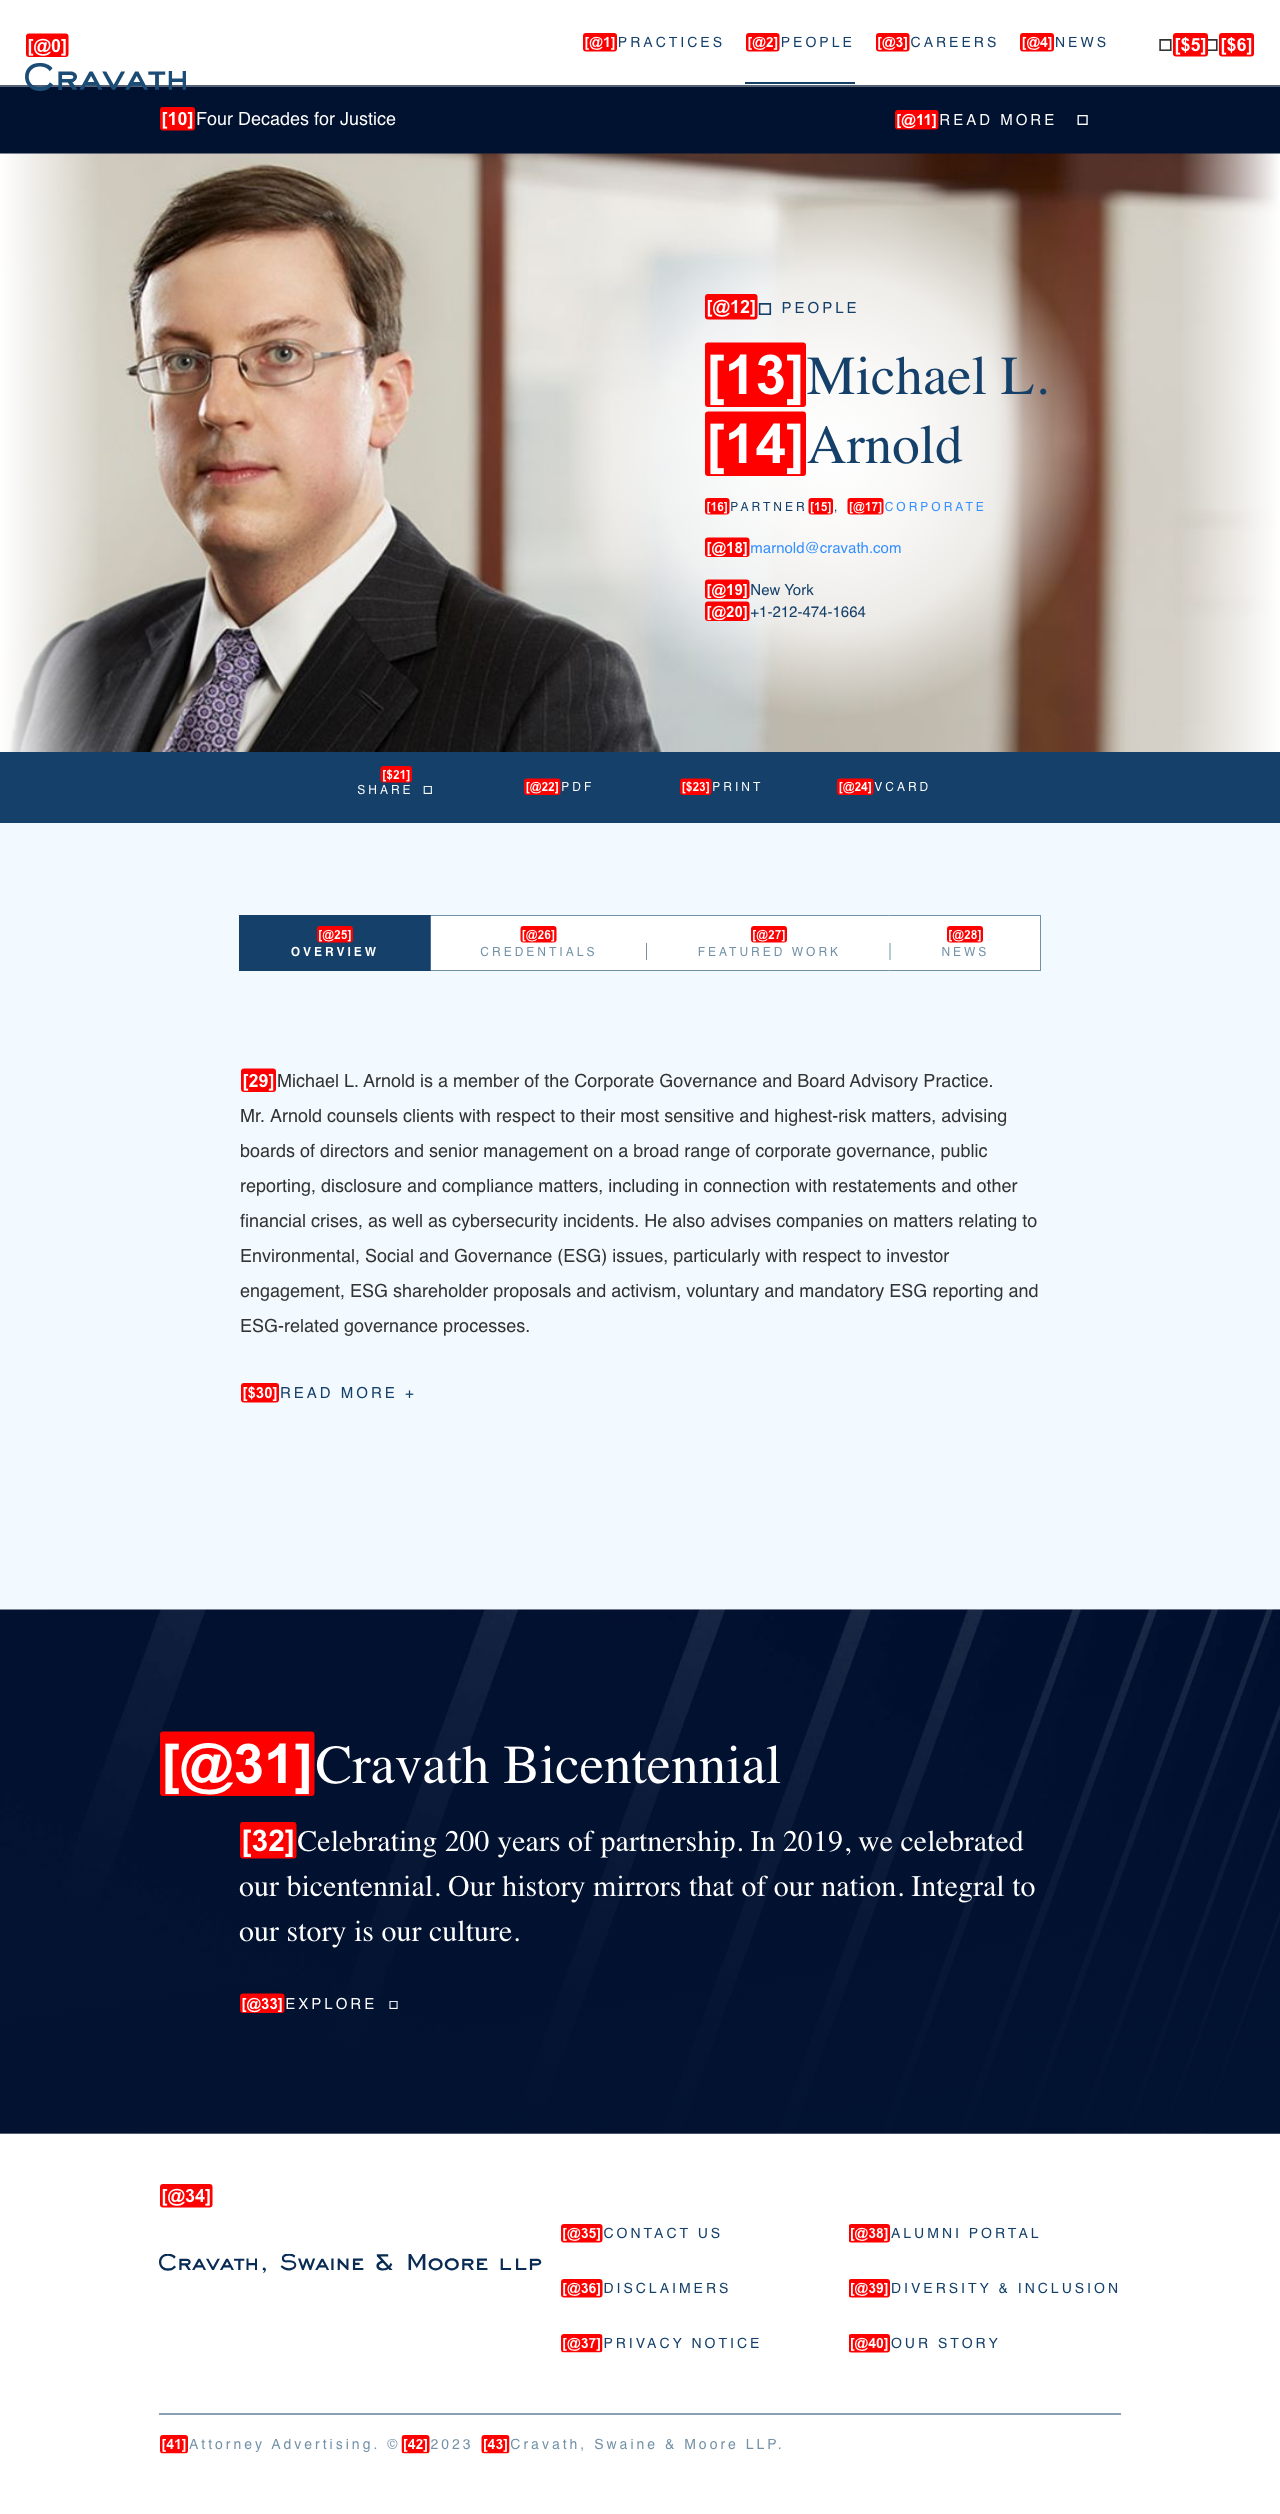 [@0]
CRAVATH
[@1]PRACTICES [@2]PEOPLE [@3]CAREERS [@4]NEWS [$5] [$6]
[10]Four Decades for Justice [@11]READ MORE
[@12] PEOPLE
[13]Michael L.
[14]Arnold
[16]PARTNER[15], [@17]CORPORATE
[@18]marnold@cravath.com
[@19]New York
[@20]+1-212-474-1664
[$21]
SHARE [@22]PDF [$23]PRINT [@24]VCARD
[@25] [@26] [@27] [@28]
OVERVIEW CREDENTIALS FEATURED WORK NEWS
[29]Michael L. Arnold is a member of the Corporate Governance and Board Advisory Practice.
Mr. Arnold counsels clients with respect to their most sensitive and highest-risk matters, advising
boards of directors and senior management on a broad range of corporate governance, public
reporting, disclosure and compliance matters, including in connection with restatements and other
financial crises, as well as cybersecurity incidents. He also advises companies on matters relating to
Environmental, Social and Governance (ESG) issues, particularly with respect to investor
engagement, ESG shareholder proposals and activism, voluntary and mandatory ESG reporting and
ESG-related governance processes.
[$30]READ MORE +
[@31]Cravath Bicentennial
[32]Celebrating 200 years of partnership. In 2019, we celebrated
our bicentennial. Our history mirrors that of our nation. Integral to
our story is our culture.
[@33]EXPLORE
[@34]
CRAVATH, SWAINE & MOORE LLP
[@35]CONTACT US [@38]ALUMNI PORTAL
[@36]DISCLAIMERS [@39]DIVERSITY & INCLUSION
[@37]PRIVACY NOTICE [@40]OUR STORY
[41]Attorney Advertising. ©[42]2023 [43]Cravath, Swaine & Moore LLP.